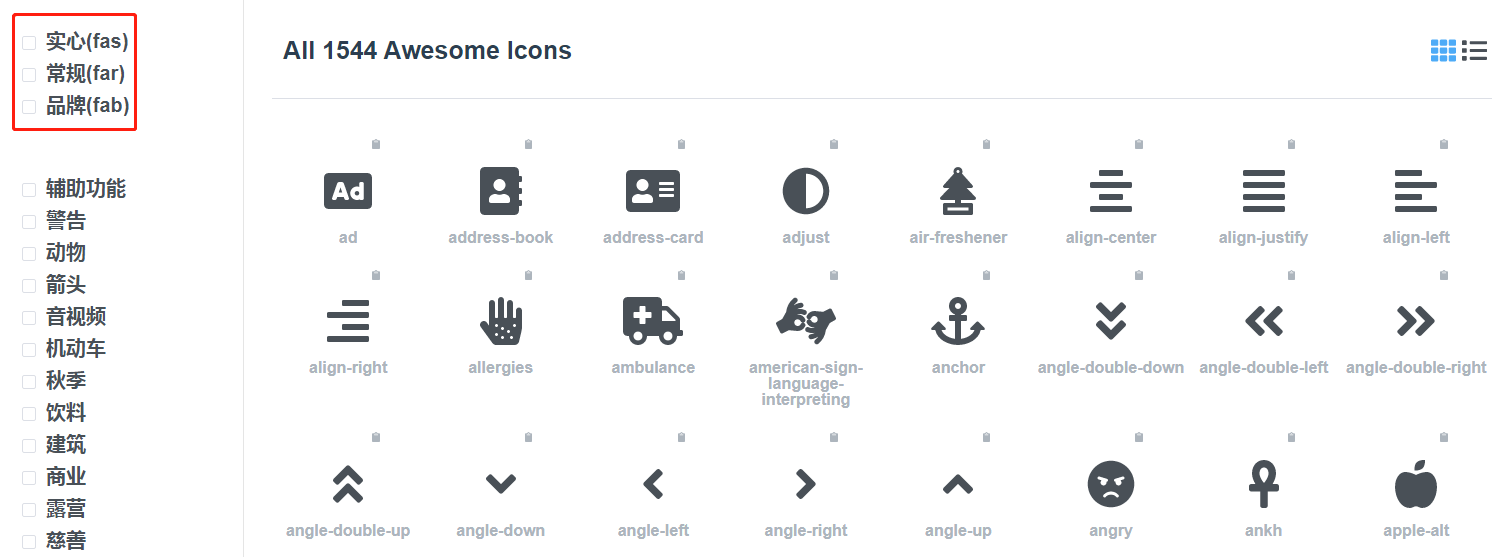 实心(fas)
常规(far)
品牌(fab)
辅助功能
警告
动物
箭头
音视频
机动车
秋季
饮料
建筑
商业
露营
慈善
All 1544 Awesome Icons
Ad
ad
address-book
address-card
adjust
air-freshener
align-center
align-justify
align-left
align-right
allergies
ambulance
american-sign-
language-
interpreting
anchor
angle-double-down
angle-double-left
angle-double-right
angle-double-up
angle-down
angle-left
angle-right
angle-up
angry
ankh
apple-alt